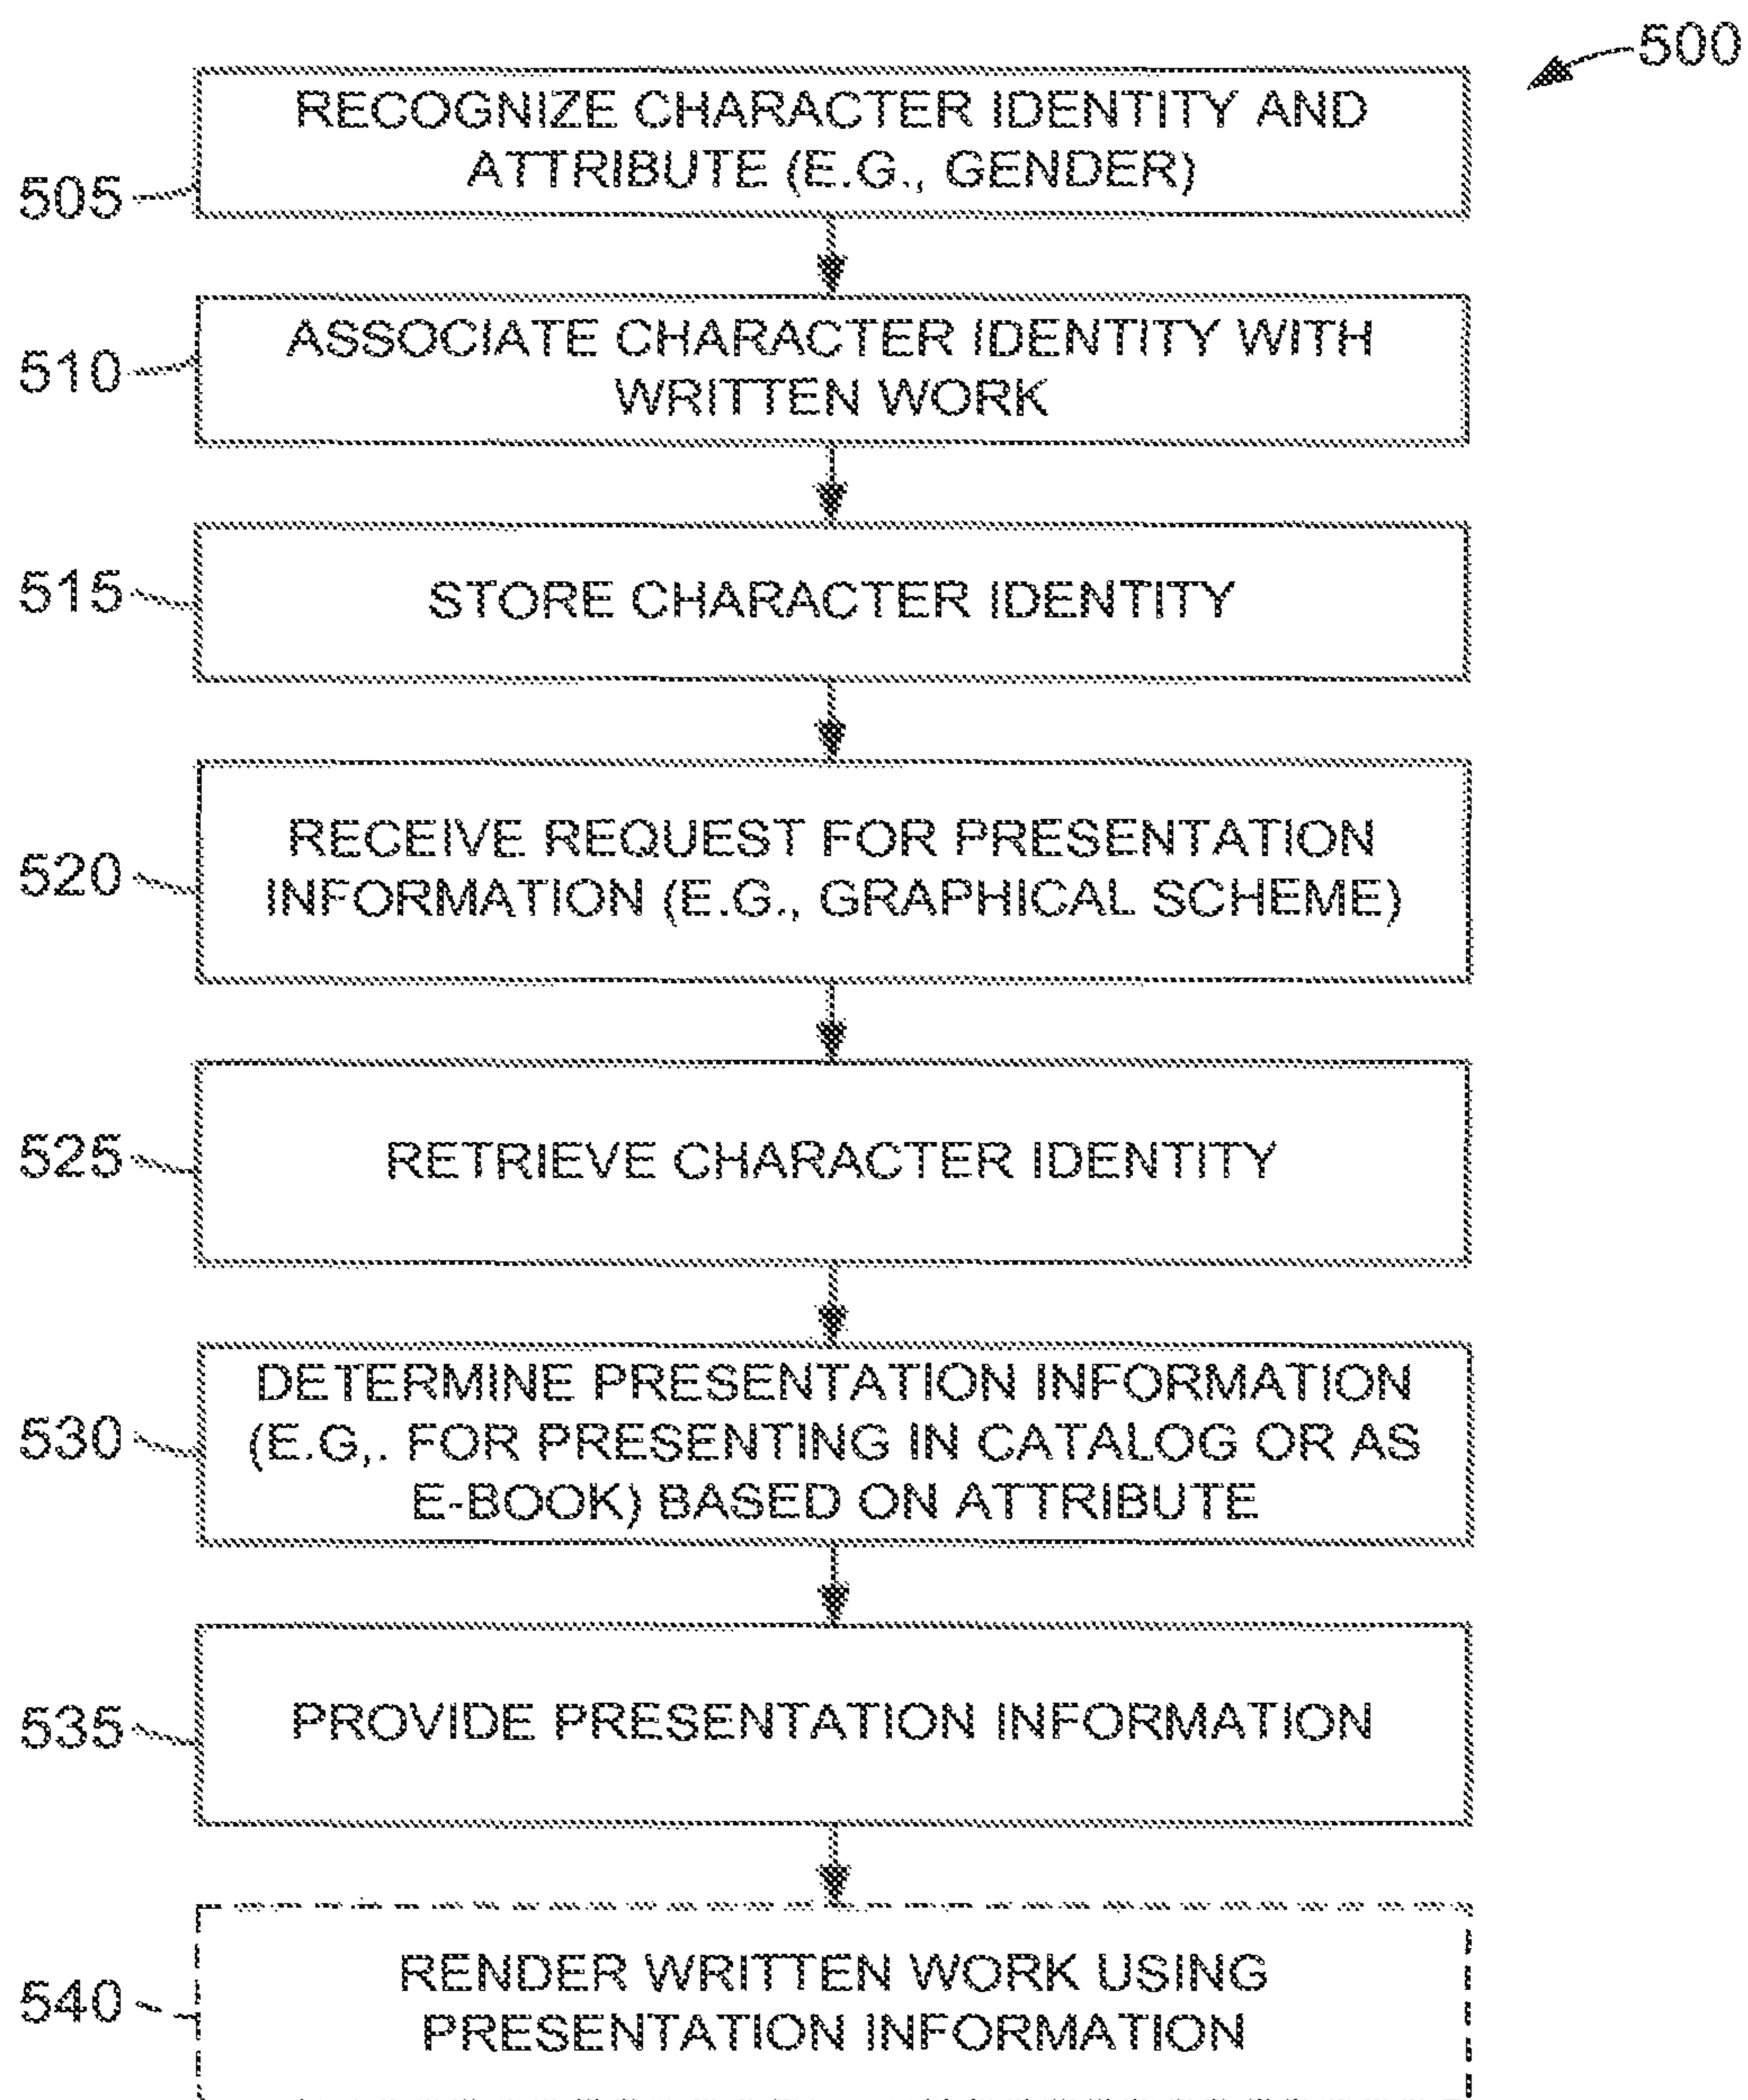 500
RECOGNIZE CHARACTER IDENTITY AND
ATTRIBUTE (E.G., GENDER)
505
ASSOCIATE CHARACTER IDENTITY WITH
WRITTEN WORK
510
STORE CHARACTER IDENTITY
515
RECEIVE REQUEST FOR PRESENTATION
INFORMATION (E.G., GRAPHICAL SCHEME)
520
RETRIEVE CHARACTER IDENTITY
525
DETERMINE PRESENTATION INFORMATION
(E.G,. FOR PRESENTING IN CATALOG OR AS
E-BOOK) BASED ON ATTRIBUTE
530
PROVIDE PRESENTATION INFORMATION
535
RENDER WRITTEN WORK USING
PRESENTATION INFORMATION
540